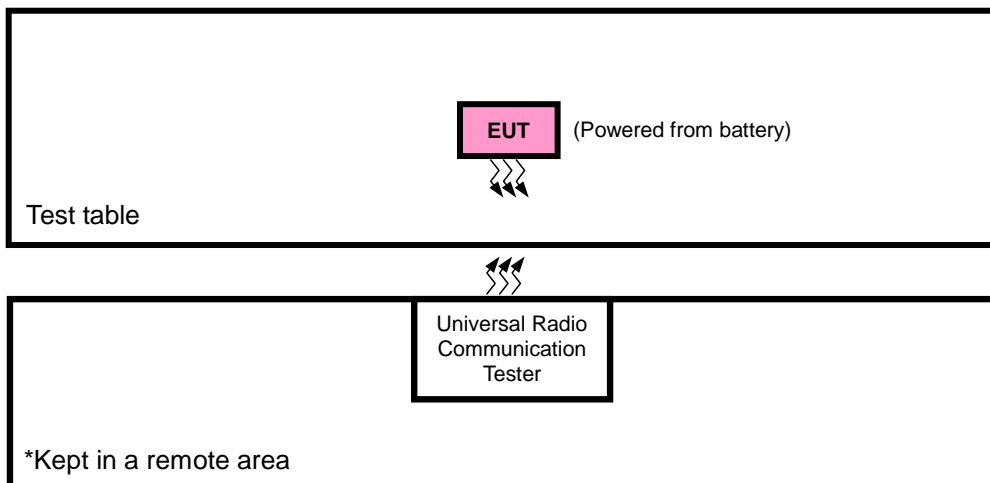 EUT
(Powered from battery)
Test table
Universal Radio
Communication
Tester
*Kept in a remote area